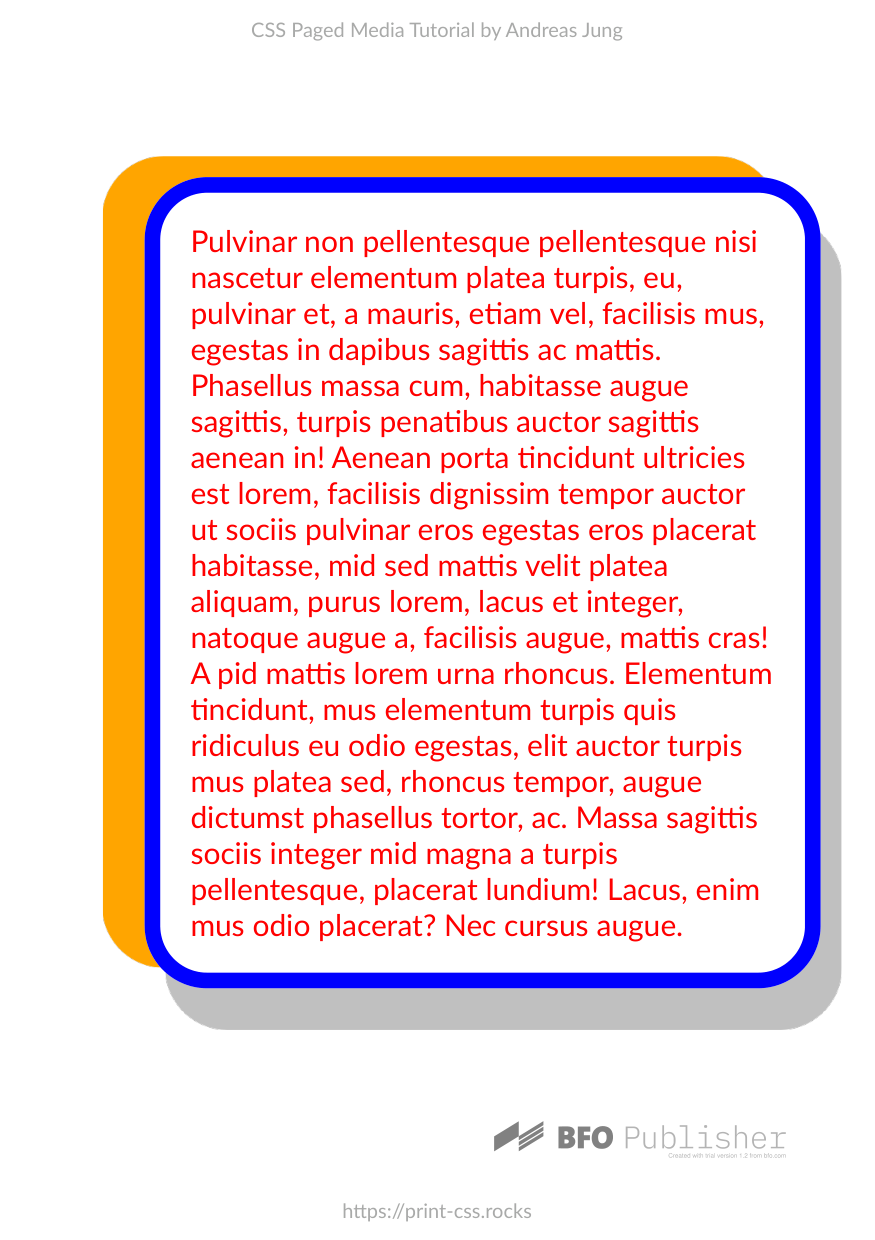 CSS Paged Media Tutorial by Andreas Jung
Pulvinar non pellentesque pellentesque nisi
nascetur elementum platea turpis, eu,
pulvinar et, a mauris, etiam vel, facilisis mus,
egestas in dapibus sagittis ac mattis.
Phasellus massa cum, habitasse augue
sagittis, turpis penatibus auctor sagittis
aenean in! Aenean porta tincidunt ultricies
est lorem, facilisis dignissim tempor auctor
ut sociis pulvinar eros egestas eros placerat
habitasse, mid sed mattis velit platea
aliquam, purus lorem, lacus et integer,
natoque augue a, facilisis augue, mattis cras!
A pid mattis lorem urna rhoncus. Elementum
tincidunt, mus elementum turpis quis
ridiculus eu odio egestas, elit auctor turpis
mus platea sed, rhoncus tempor, augue
dictumst phasellus tortor, ac. Massa sagittis
sociis integer mid magna a turpis
pellentesque, placerat lundium! Lacus, enim
mus odio placerat? Nec cursus augue.
BFO Publisher
Created with trial version 1.2 from bfo.com
https://print-css.rocks